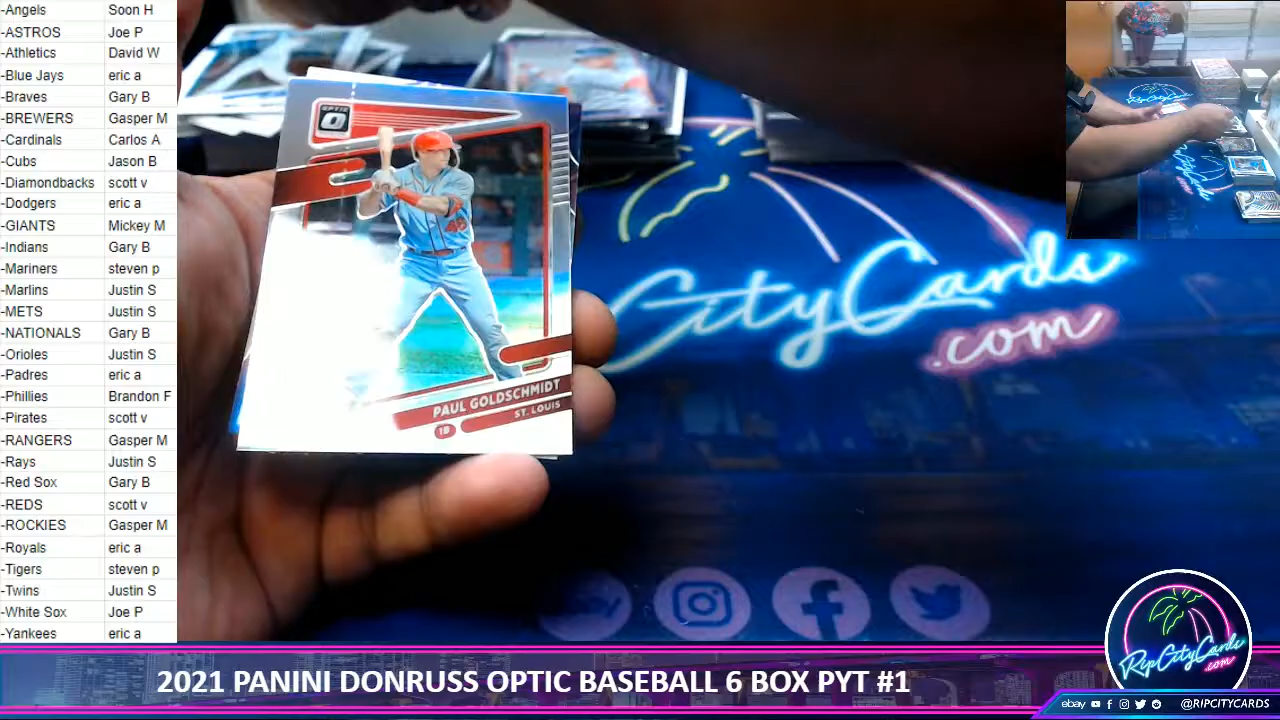 -Angels Soon H
-ASTROS Joe P
-Athletics David W
-Blue Jays eric a
-Braves Gary B
-BREWERS Gasper M
-Cardinals Carlos A
-Cubs Jason B
-Diamondbacks scott v
-Dodgers eric a
-GIANTS Mickey M
-Indians Gary B
-Mariners steven p
-Marlins Justin S
-METS Justin S
-NATIONALS Gary B
-Orioles Justin S
-Padres eric a
-Phillies Brandon F
-Pirates scott v
-RANGERS Gasper M
-Rays Justin S
-Red Sox Gary B
-REDS scott v
-ROCKIES Gasper M
-Royals eric a
-Tigers steven p
-Twins Justin S
-White Sox Joe P
-Yankees eric a
OPTIC
PAUL GOLDSCHMIDT
ST. LOUIS
1B
CityCards
.com
RipCityCards
.com
2021 PANINI DONRUSS OPTIC BASEBAL 6 BOX PYT #1
ebay @RIPCITYCARDS